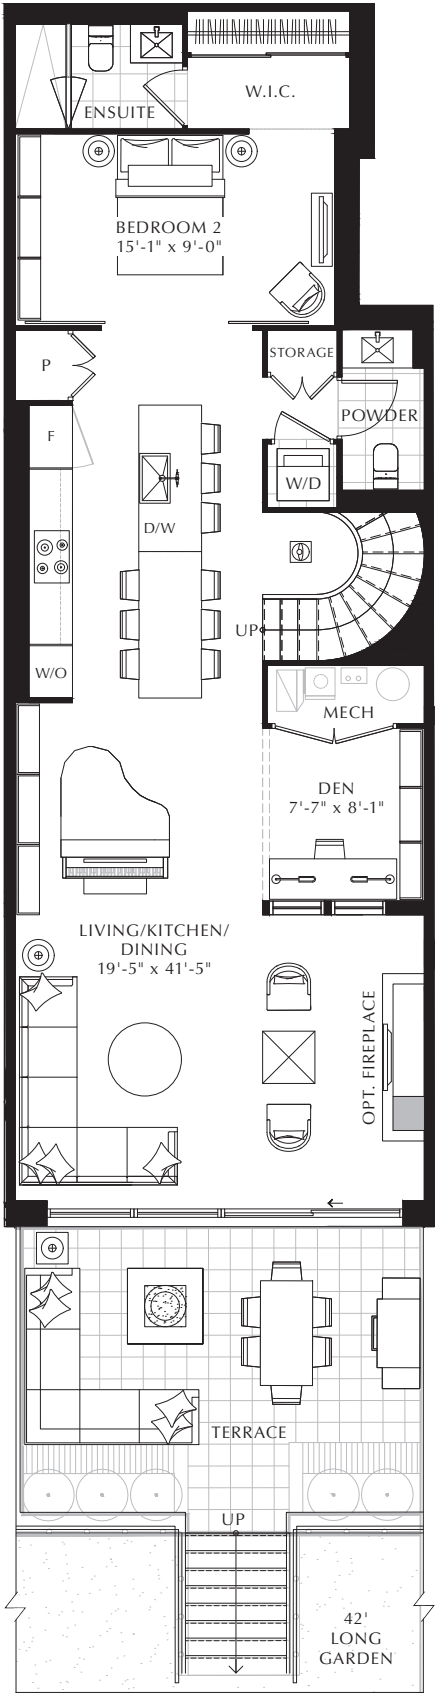 W.I.C.
ENSUITE
BEDROOM 2
15'-1" x 9'-0"
STORAGE
P
POWDER
F
W/D
D/W
UP
W/O
MECH
DEN
7'-7" x 8'-1"
LIVING/KITCHEN/
DINING
19'-5" x 41'-5"
OPT. FIREPLACE
TERRACE
UP
42'
LONG
GARDEN